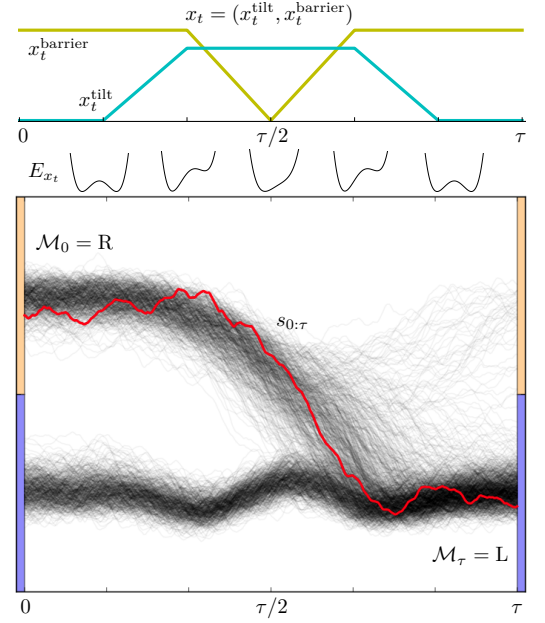 x_t = (x_t^tilt, x_t^barrier)
x_t^barrier
x_t^tilt
0 τ/2 τ
E_{x_t}
ℳ_0 = R
s_{0:τ}
ℳ_τ = L
0 τ/2 τ